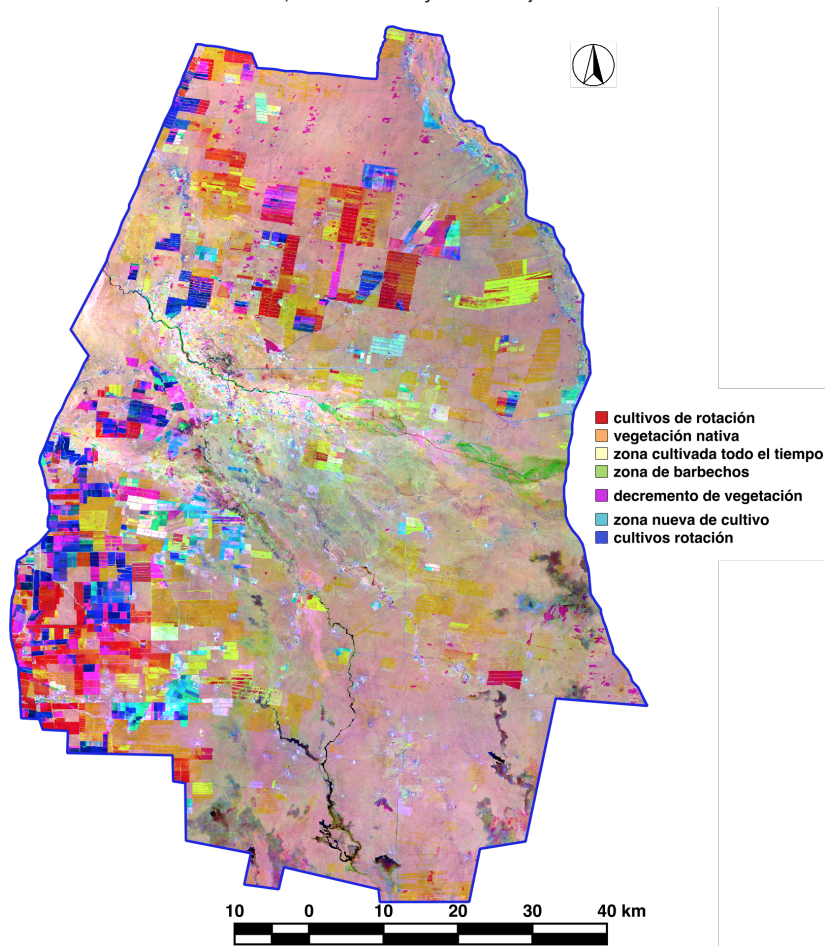 cultivos de rotación
vegetación nativa
zona cultivada todo el tiempo
zona de barbechos
decremento de vegetación
zona nueva de cultivo
cultivos rotación
10 0 10 20 30 40 km